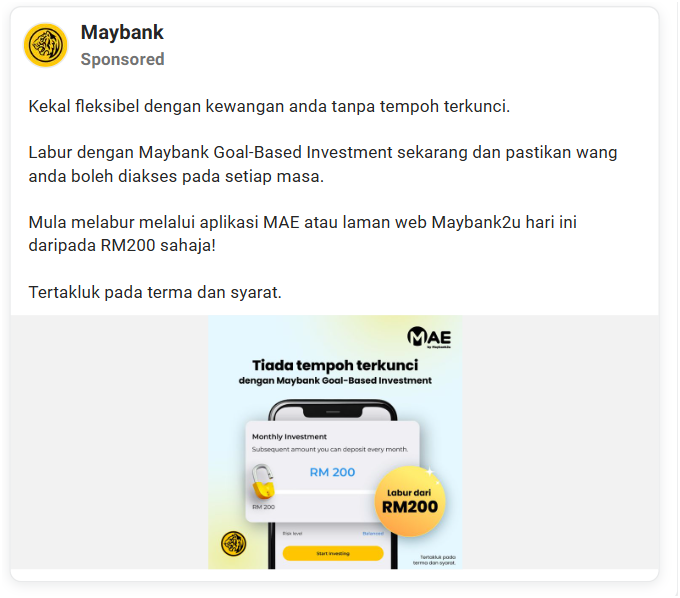 Maybank
Sponsored
Kekal fleksibel dengan kewangan anda tanpa tempoh terkunci.
Labur dengan Maybank Goal-Based Investment sekarang dan pastikan wang
anda boleh diakses pada setiap masa.
Mula melabur melalui aplikasi MAE atau laman web Maybank2u hari ini
daripada RM200 sahaja!
Tertakluk pada terma dan syarat.
MAE
by Maybank2u
Tiada tempoh terkunci
dengan Maybank Goal-Based Investment
Monthly Investment
Subsequent amount you can deposit every month.
RM 200
RM 200
Labur dari
RM200
Risk level
Balanced
Start investing
Tertakluk pada
terma dan syarat.